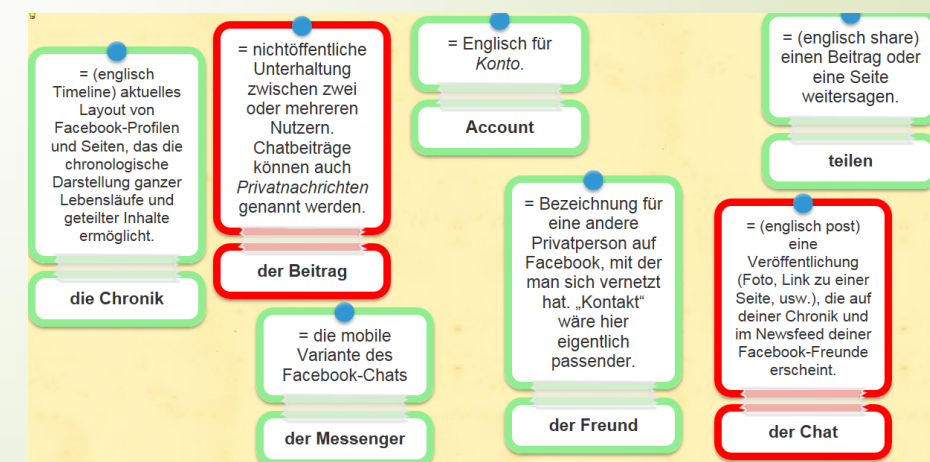 = (englisch
Timeline) aktuelles
Layout von
Facebook-Profilen
und Seiten, das die
chronologische
Darstellung ganzer
Lebensläufe und
geteilter Inhalte
ermöglicht.
die Chronik
= nichtöffentliche
Unterhaltung
zwischen zwei
oder mehreren
Nutzern.
Chatbeiträge
können auch
Privatnachrichten
genannt werden.
der Beitrag
= Englisch für
Konto.
Account
= (englisch share)
einen Beitrag oder
eine Seite
weitersagen.
teilen
= die mobile
Variante des
Facebook-Chats
der Messenger
= Bezeichnung für
eine andere
Privatperson auf
Facebook, mit der
man sich vernetzt
hat. „Kontakt“
wäre hier
eigentlich
passender.
der Freund
= (englisch post)
eine
Veröffentlichung
(Foto, Link zu einer
Seite, usw.), die auf
deiner Chronik und
im Newsfeed deiner
Facebook-Freunde
erscheint.
der Chat